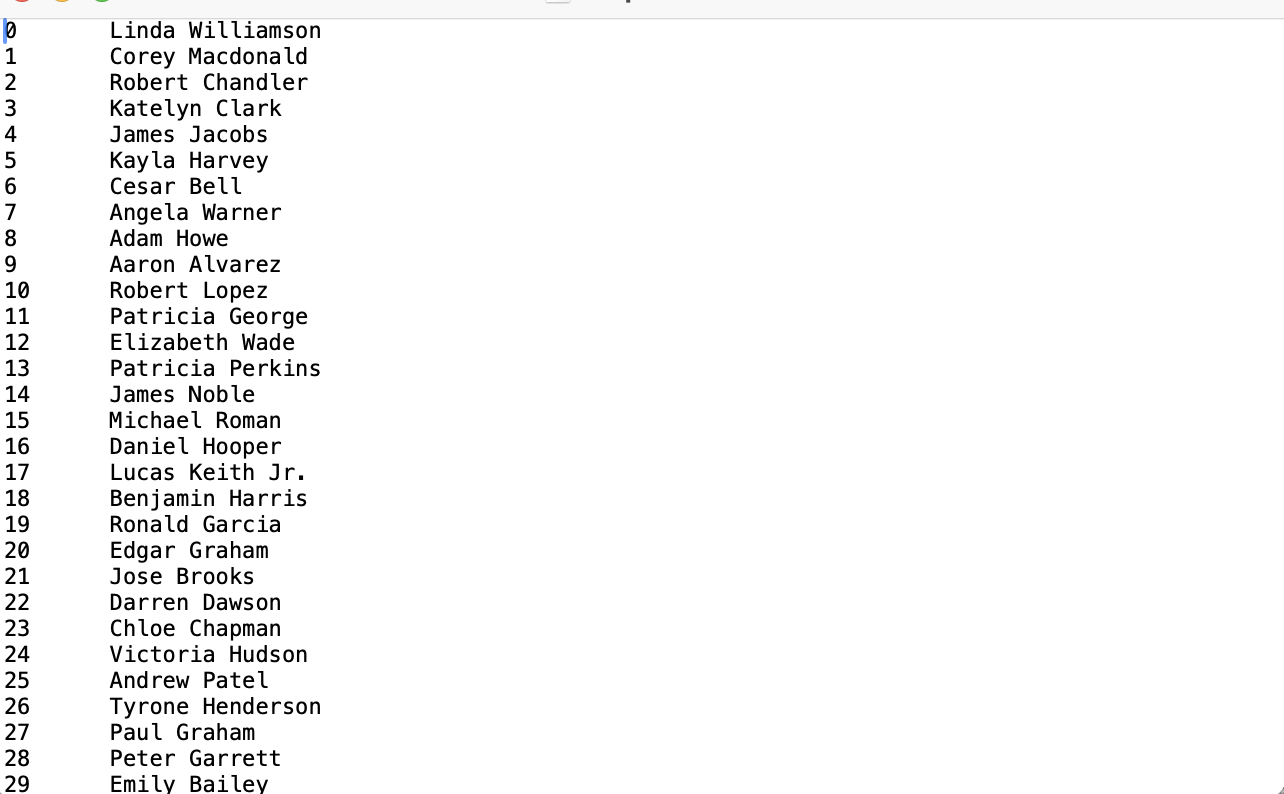 0 Linda Williamson
1 Corey Macdonald
2 Robert Chandler
3 Katelyn Clark
4 James Jacobs
5 Kayla Harvey
6 Cesar Bell
7 Angela Warner
8 Adam Howe
9 Aaron Alvarez
10 Robert Lopez
11 Patricia George
12 Elizabeth Wade
13 Patricia Perkins
14 James Noble
15 Michael Roman
16 Daniel Hooper
17 Lucas Keith Jr.
18 Benjamin Harris
19 Ronald Garcia
20 Edgar Graham
21 Jose Brooks
22 Darren Dawson
23 Chloe Chapman
24 Victoria Hudson
25 Andrew Patel
26 Tyrone Henderson
27 Paul Graham
28 Peter Garrett
29 Emily Bailey